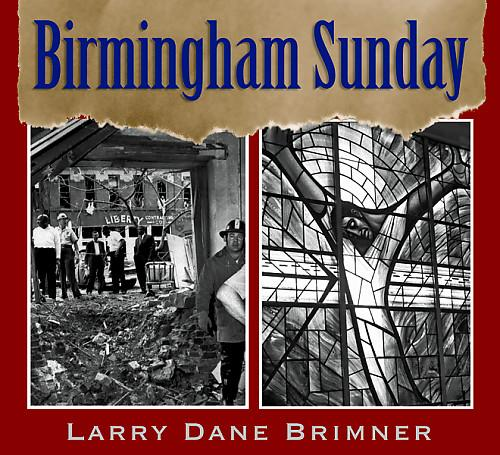 Birmingham Sunday
LIBERTY
LARRY DANE BRIMNER